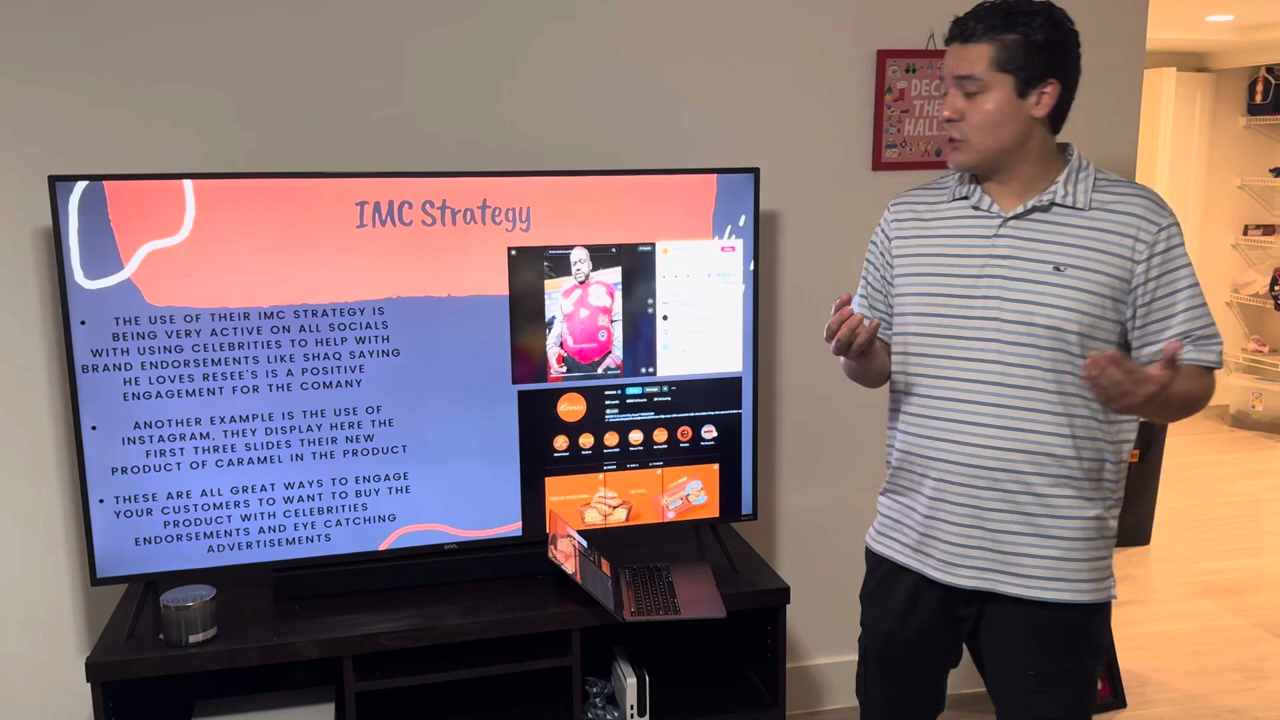 DECK
THE
HALLS
IMC Strategy
• THE USE OF THEIR IMC STRATEGY IS
BEING VERY ACTIVE ON ALL SOCIALS
WITH USING CELEBRITIES TO HELP WITH
BRAND ENDORSEMENTS LIKE SHAQ SAYING
HE LOVES RESEE'S IS A POSITIVE
ENGAGEMENT FOR THE COMANY
• ANOTHER EXAMPLE IS THE USE OF
INSTAGRAM, THEY DISPLAY HERE THE
FIRST THREE SLIDES THEIR NEW
PRODUCT OF CARAMEL IN THE PRODUCT
• THESE ARE ALL GREAT WAYS TO ENGAGE
YOUR CUSTOMERS TO WANT TO BUY THE
PRODUCT WITH CELEBRITIES
ENDORSEMENTS AND EYE CATCHING
ADVERTISEMENTS
Reese's